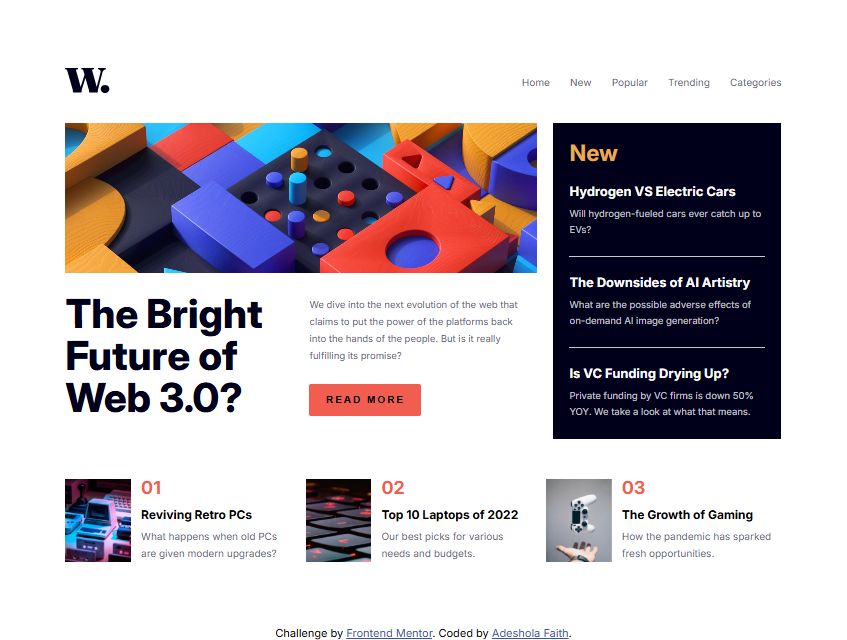 W.
Home New Popular Trending Categories
New
Hydrogen VS Electric Cars
Will hydrogen-fueled cars ever catch up to
EVs?
The Downsides of AI Artistry
What are the possible adverse effects of
on-demand AI image generation?
Is VC Funding Drying Up?
Private funding by VC firms is down 50%
YOY. We take a look at what that means.
The Bright
Future of
Web 3.0?
We dive into the next evolution of the web that
claims to put the power of the platforms back
into the hands of the people. But is it really
fulfilling its promise?
READ MORE
01
Reviving Retro PCs
What happens when old PCs
are given modern upgrades?
02
Top 10 Laptops of 2022
Our best picks for various
needs and budgets.
03
The Growth of Gaming
How the pandemic has sparked
fresh opportunities.
Challenge by Frontend Mentor. Coded by Adeshola Faith.